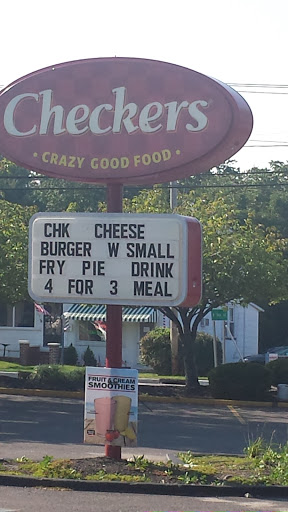 Checkers
• CRAZY GOOD FOOD •
CHK CHEESE
BURGER W SMALL
FRY PIE DRINK
4 FOR 3 MEAL
FRUIT & CREAM
SMOOTHIES